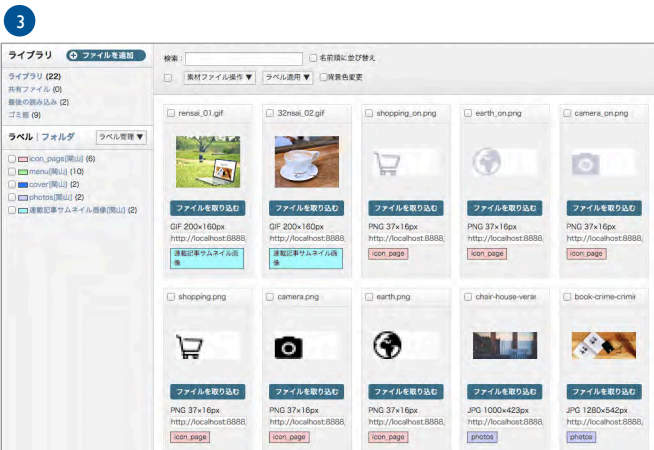 3
ライブラリ ファイルを追加
ライブラリ (22)
共有ファイル (0)
最後の読み込み (2)
ゴミ箱 (9)
ラベル | フォルダ ラベル管理 ▼
icon_page[関山] (6)
menu[関山] (10)
cover[関山] (2)
photos[関山] (2)
連載記事サムネイル画像[関山] (2)
検索: 名前順に並び替え
素材ファイル操作 ▼ ラベル適用 ▼ 背景色変更
rensai_01.gif 32nsai_02.gif shopping_on.png earth_on.png camera_on.png
ファイルを取り込む ファイルを取り込む ファイルを取り込む ファイルを取り込む ファイルを取り込む
GIF 200×160px GIF 200×160px PNG 37×16px PNG 37×16px PNG 37×16px
http://localhost:8888, http://localhost:8888, http://localhost:8888, http://localhost:8888, http://localhost:8888,
連載記事サムネイル画像 連載記事サムネイル画像 icon_page icon_page icon_page
shopping.png camera.png earth.png chair-house-veran book-crime-crimin
ファイルを取り込む ファイルを取り込む ファイルを取り込む ファイルを取り込む ファイルを取り込む
PNG 37×16px PNG 37×16px PNG 37×16px JPG 1000×423px JPG 1280×542px
http://localhost:8888, http://localhost:8888, http://localhost:8888, http://localhost:8888, http://localhost:8888,
icon_page icon_page icon_page photos photos